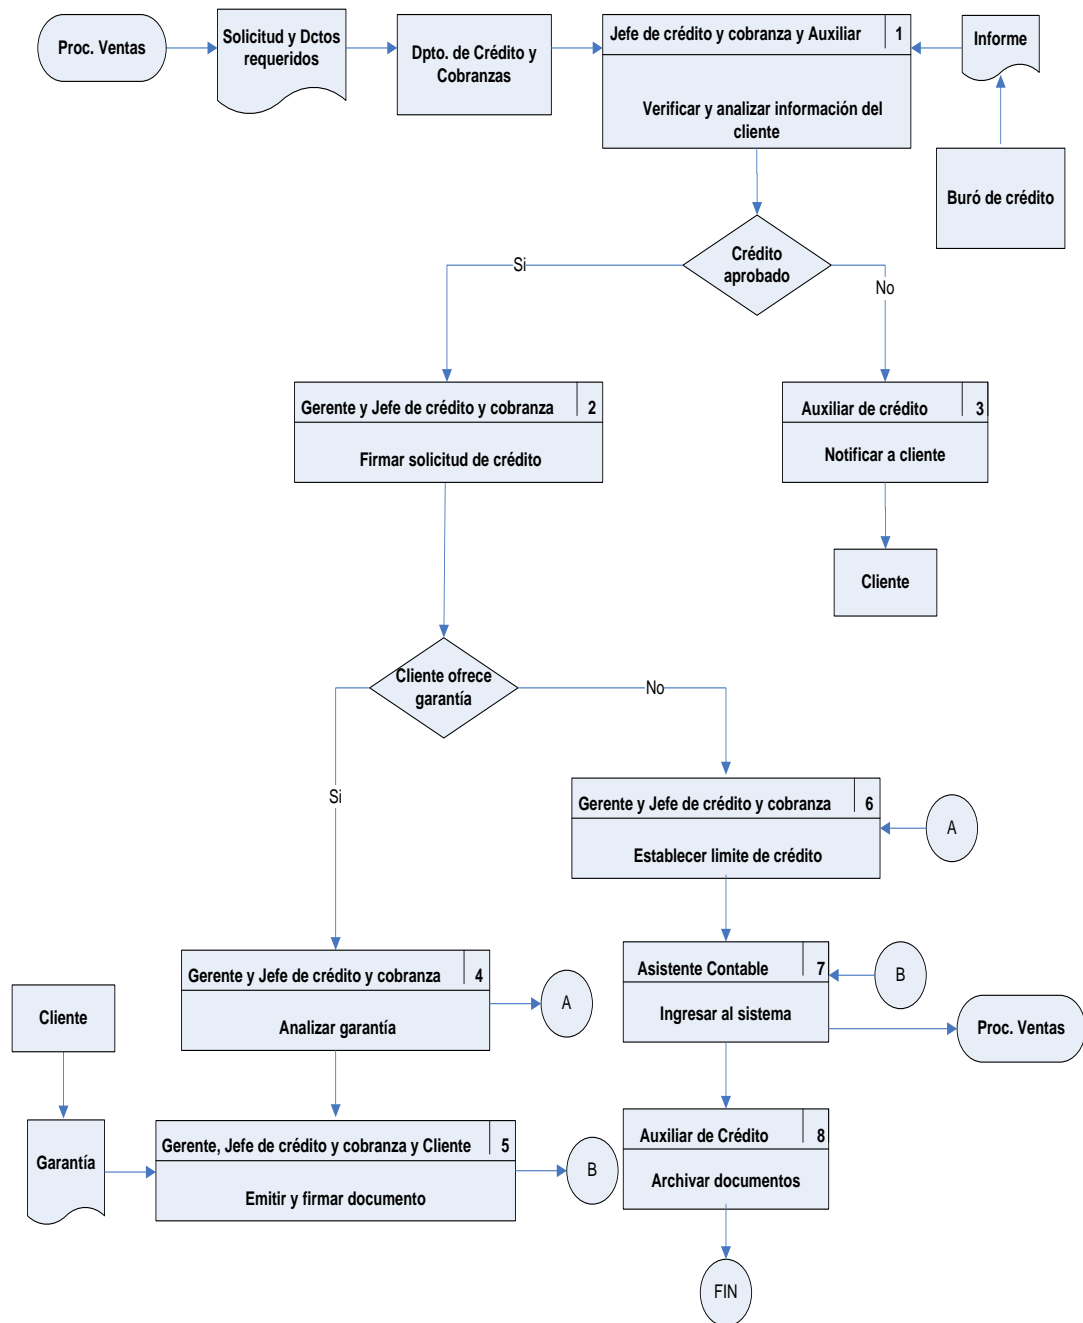 Proc. Ventas
Solicitud y Dctos
requeridos
Dpto. de Crédito y
Cobranzas
Jefe de crédito y cobranza y Auxiliar
1
Verificar y analizar información del
cliente
Informe
Buró de crédito
Crédito
aprobado
Si
No
Gerente y Jefe de crédito y cobranza
2
Firmar solicitud de crédito
Auxiliar de crédito
3
Notificar a cliente
Cliente
Cliente ofrece
garantía
No
Si
Gerente y Jefe de crédito y cobranza
6
Establecer limite de crédito
A
Gerente y Jefe de crédito y cobranza
4
Analizar garantía
A
Asistente Contable
7
Ingresar al sistema
B
Proc. Ventas
Cliente
Garantía
Gerente, Jefe de crédito y cobranza y Cliente
5
Emitir y firmar documento
B
Auxiliar de Crédito
8
Archivar documentos
FIN